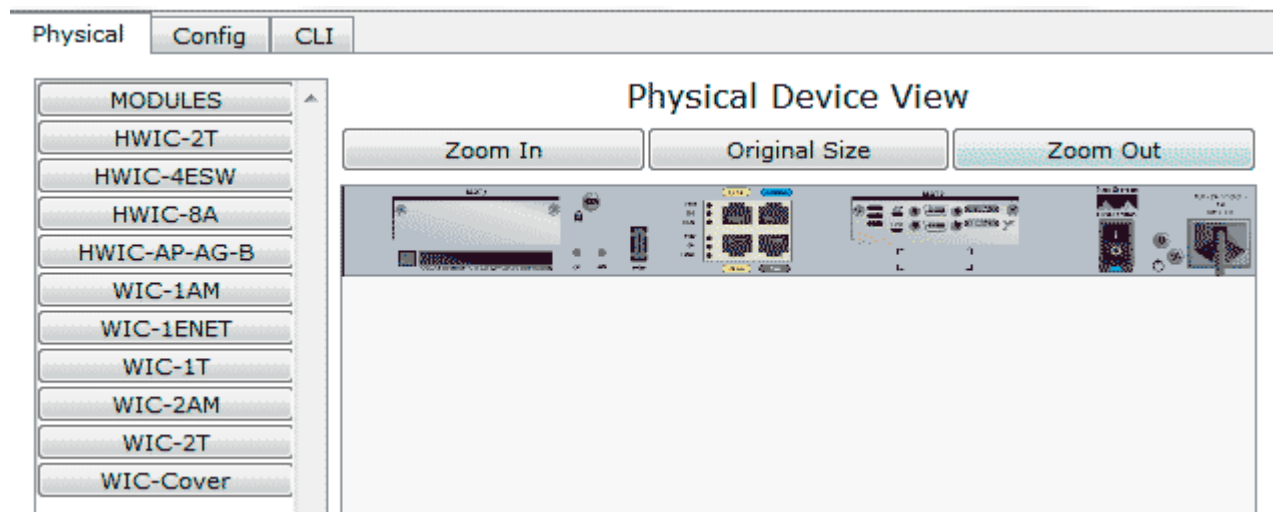 Physical Config CLI
MODULES
HWIC-2T
HWIC-4ESW
HWIC-8A
HWIC-AP-AG-B
WIC-1AM
WIC-1ENET
WIC-1T
WIC-2AM
WIC-2T
WIC-Cover
Physical Device View
Zoom In Original Size Zoom Out